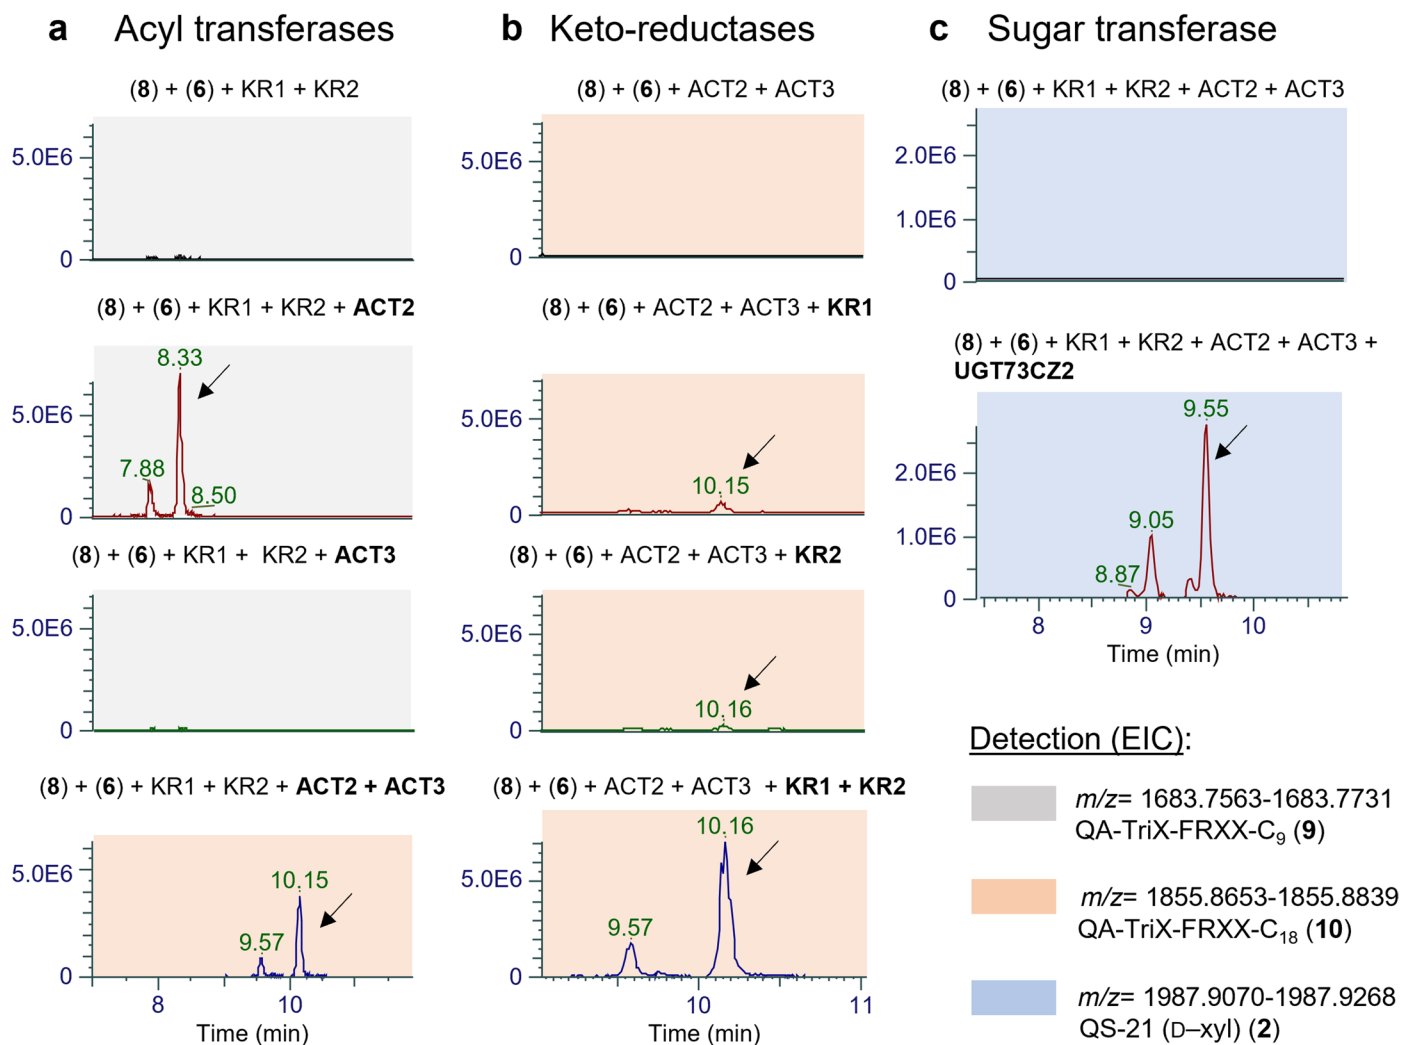 a Acyl transferases
(8) + (6) + KR1 + KR2
5.0E6
0
(8) + (6) + KR1 + KR2 + ACT2
8.33
5.0E6
7.88
8.50
0
(8) + (6) + KR1 + KR2 + ACT3
5.0E6
0
(8) + (6) + KR1 + KR2 + ACT2 + ACT3
5.0E6
10.15
9.57
0
8 10
Time (min)
b Keto-reductases
(8) + (6) + ACT2 + ACT3
5.0E6
0
(8) + (6) + ACT2 + ACT3 + KR1
5.0E6
10.15
0
(8) + (6) + ACT2 + ACT3 + KR2
5.0E6
10.16
0
(8) + (6) + ACT2 + ACT3 + KR1 + KR2
10.16
5.0E6
9.57
0
10 11
Time (min)
c Sugar transferase
(8) + (6) + KR1 + KR2 + ACT2 + ACT3
2.0E6
1.0E6
0
(8) + (6) + KR1 + KR2 + ACT2 + ACT3 +
UGT73CZ2
9.55
2.0E6
9.05
1.0E6
8.87
0
8 9 10
Time (min)
Detection (EIC):
m/z= 1683.7563-1683.7731
QA-TriX-FRXX-C₉ (9)
m/z= 1855.8653-1855.8839
QA-TriX-FRXX-C₁₈ (10)
m/z= 1987.9070-1987.9268
QS-21 (D–xyl) (2)